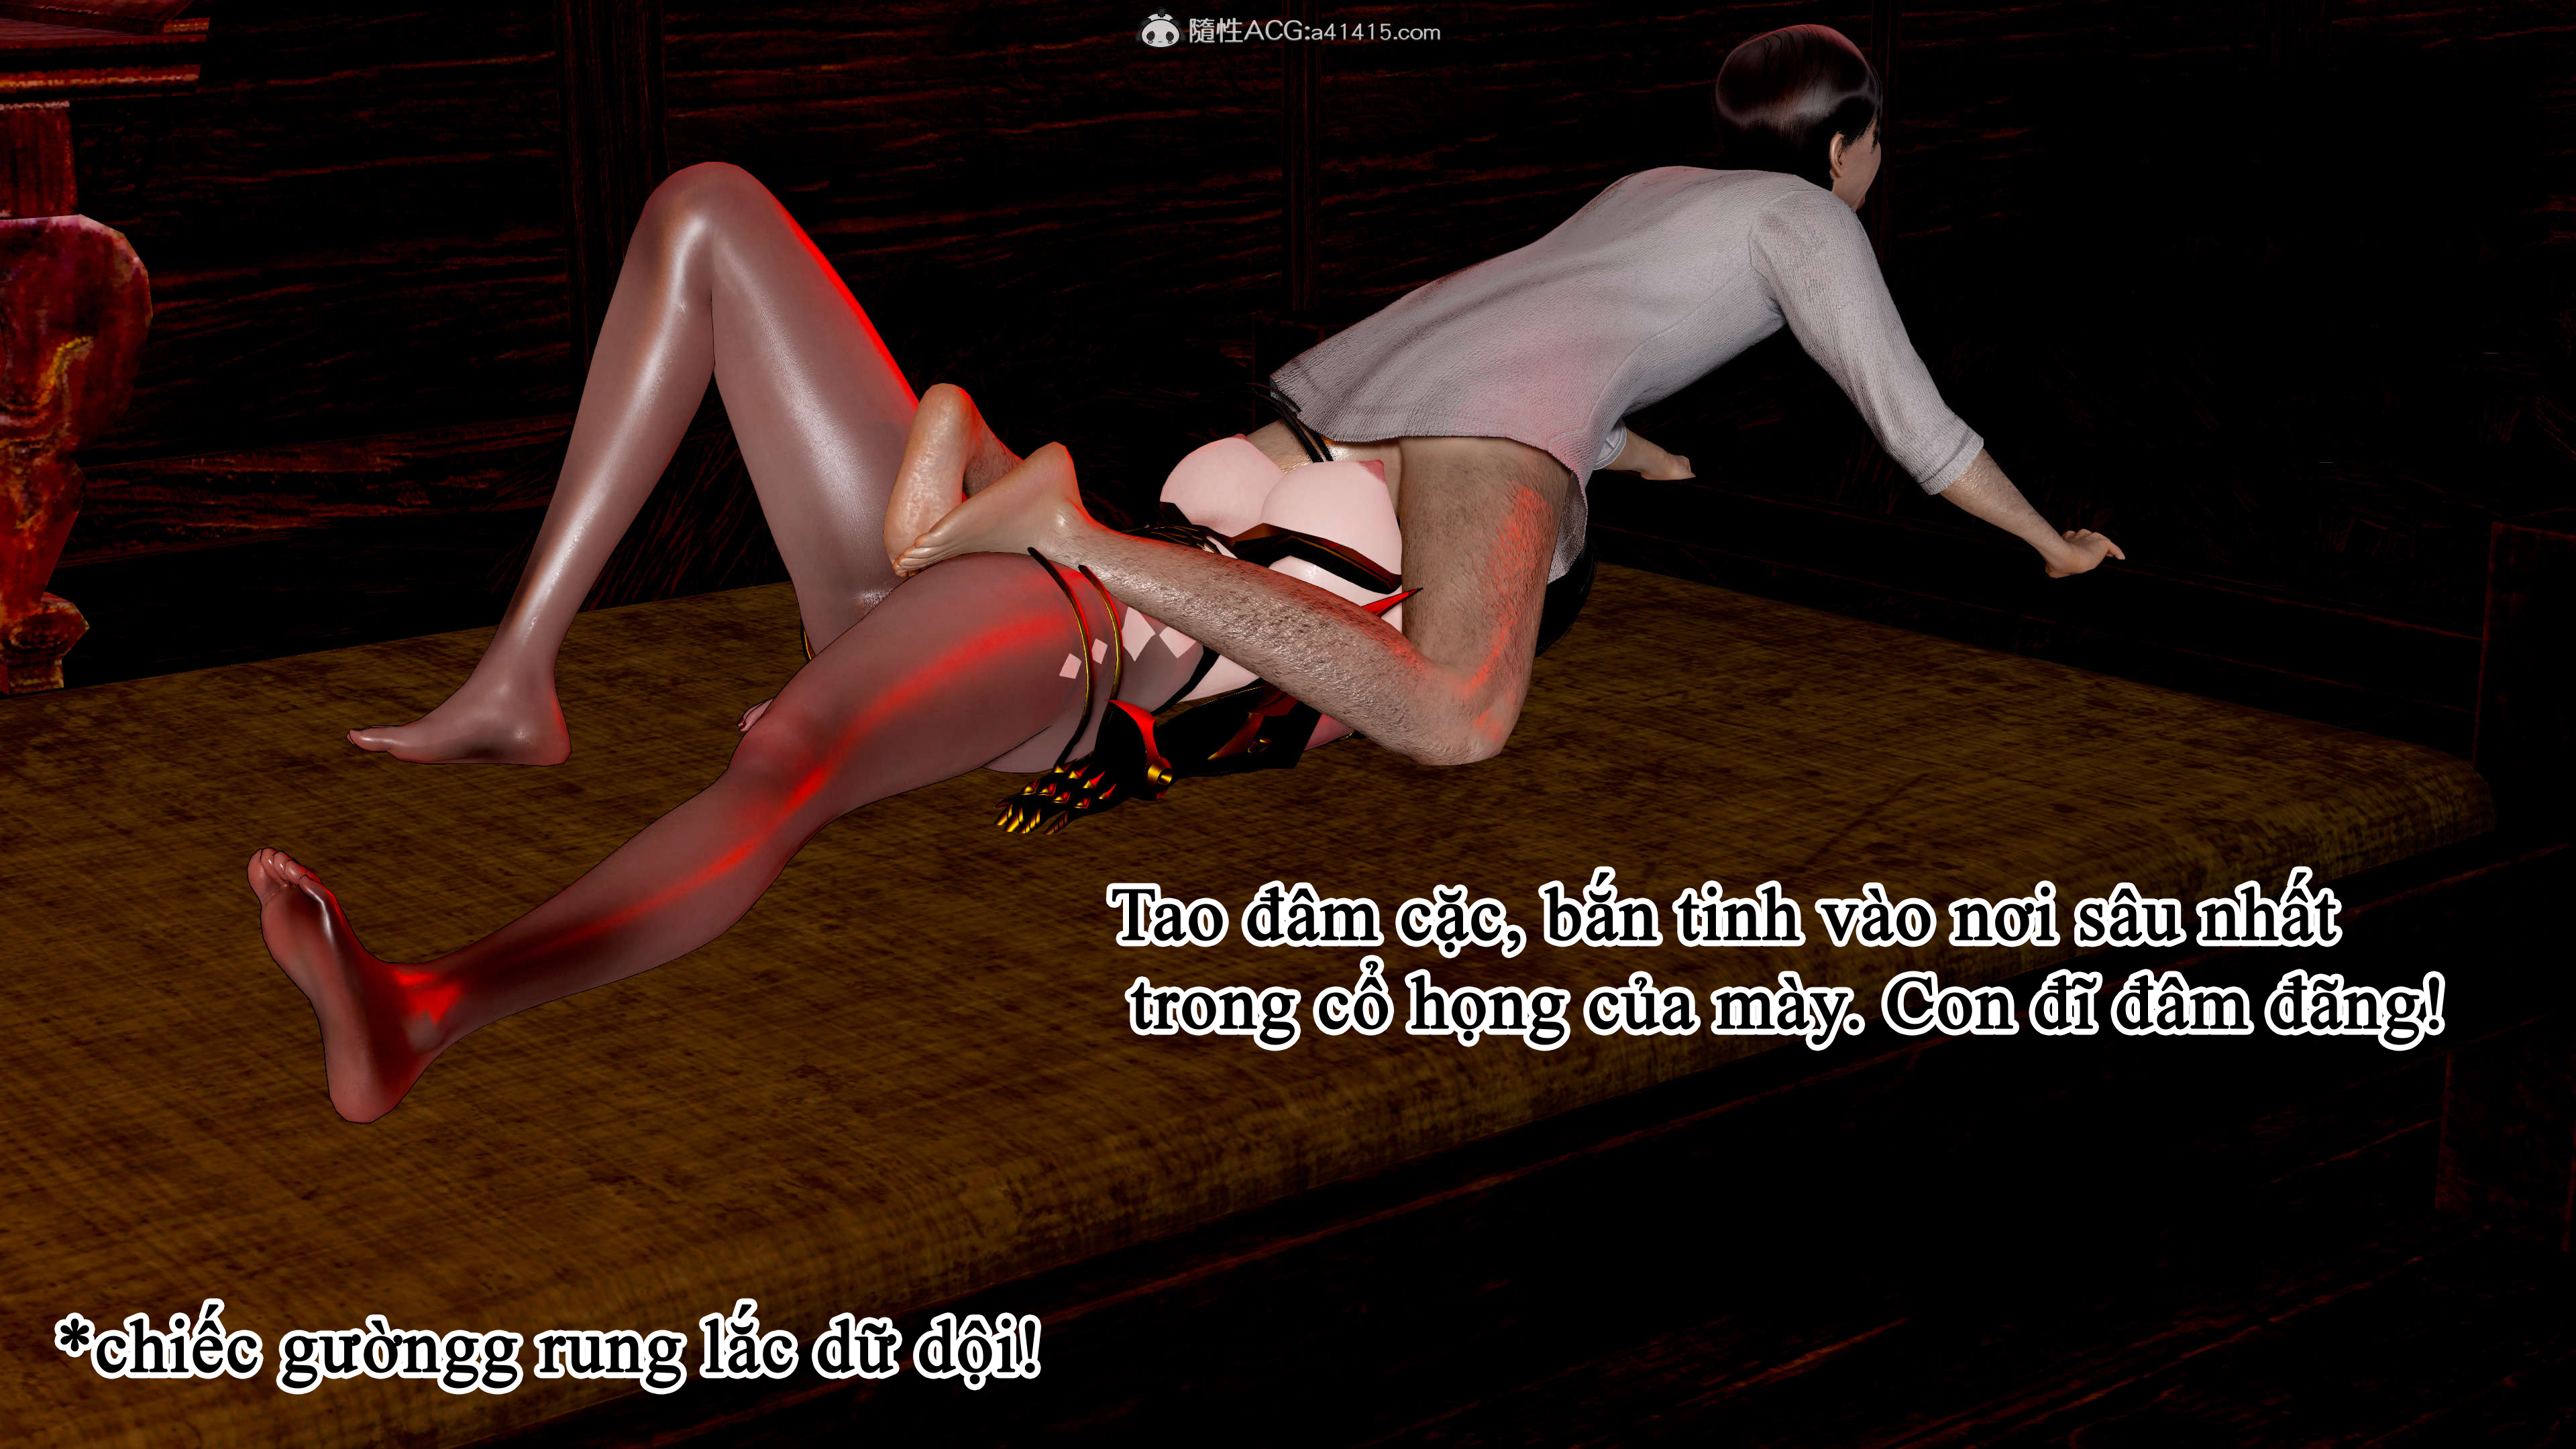 隨性ACG:a41415.com
Tao đâm cặc, bắn tinh vào nơi sâu nhất
trong cổ họng của mày. Con đĩ đâm đãng!
*chiếc gườngg rung lắc dữ dội!